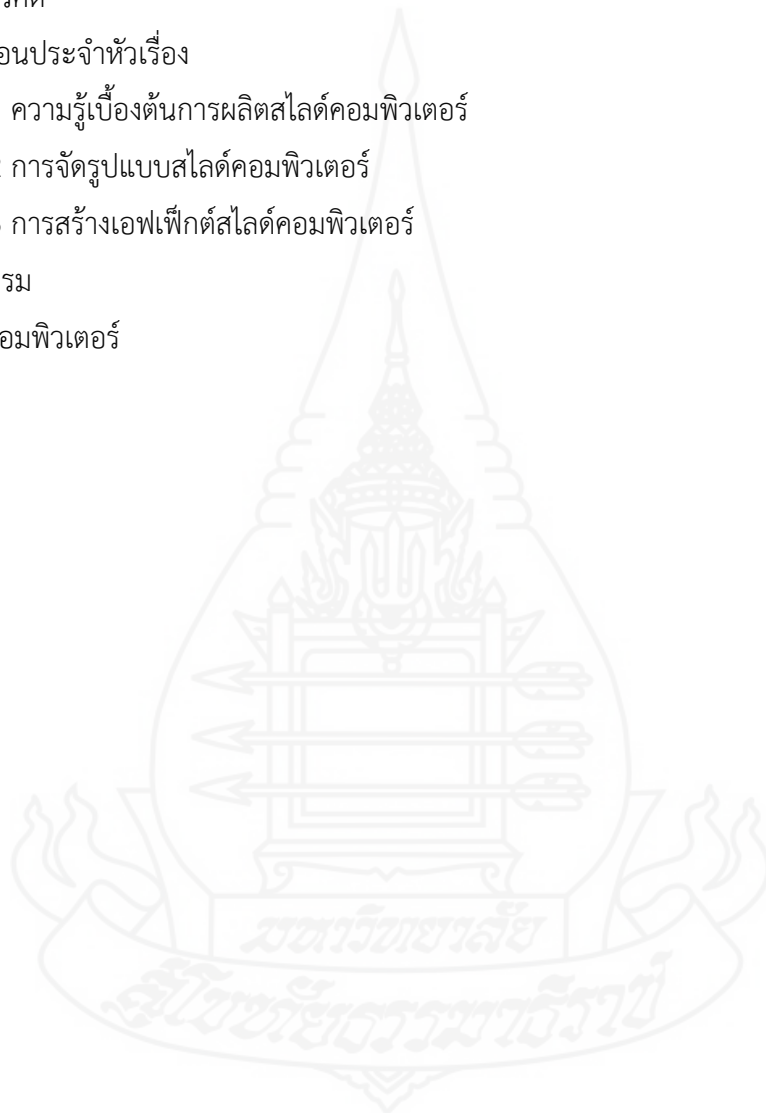 อนประจำหัวเรื่อง
ความรู้เบื้องต้นการผลิตสไลด์คอมพิวเตอร์
การจัดรูปแบบสไลด์คอมพิวเตอร์
การสร้างเอฟเฟ็กต์สไลด์คอมพิวเตอร์
รม
อมพิวเตอร์
มหาวิทยาลัย
สุโขทัยธรรมาธิราช